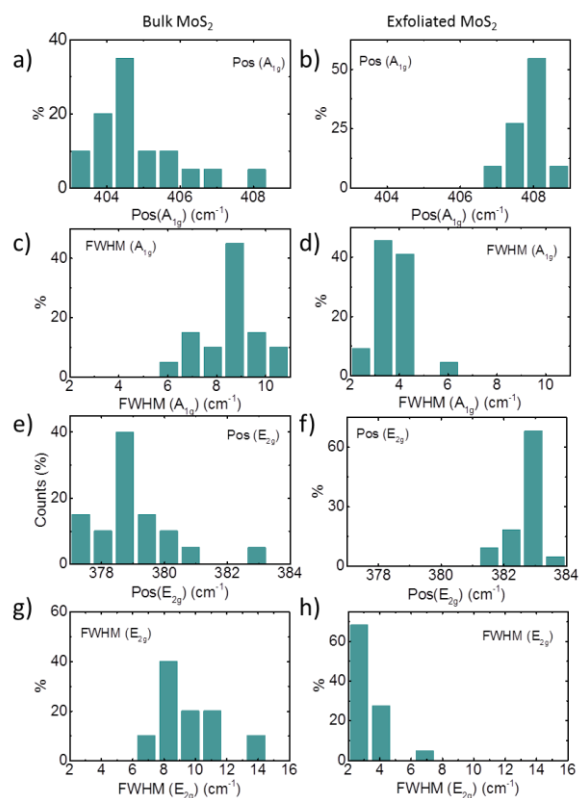 Bulk MoS₂
Exfoliated MoS₂
a)
40
20
0
%
Pos (A₁g)
404 406 408
Pos(A₁g) (cm⁻¹)
b)
75
50
25
0
%
Pos (A₁g)
404 406 408
Pos(A₁g) (cm⁻¹)
c)
60
40
20
0
%
FWHM (A₁g)
2 4 6 8 10
FWHM (A₁g) (cm⁻¹)
d)
60
40
20
0
%
FWHM (A₁g)
2 4 6 8 10
FWHM (A₁g) (cm⁻¹)
e)
40
20
0
Counts (%)
Pos (E₂g)
378 380 382 384
Pos(E₂g) (cm⁻¹)
f)
60
30
0
%
Pos (E₂g)
378 380 382 384
Pos(E₂g) (cm⁻¹)
g)
60
40
20
0
%
FWHM (E₂g)
2 4 6 8 10 12 14 16
FWHM (E₂g) (cm⁻¹)
h)
60
40
20
0
%
FWHM (E₂g)
2 4 6 8 10 12 14 16
FWHM (E₂g) (cm⁻¹)